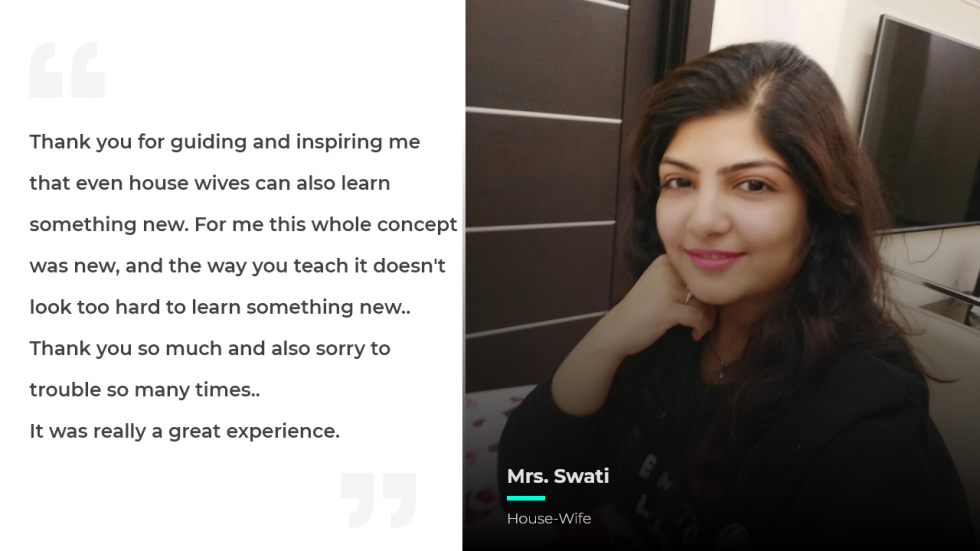 Thank you for guiding and inspiring me
that even house wives can also learn
something new. For me this whole concept
was new, and the way you teach it doesn't
look too hard to learn something new..
Thank you so much and also sorry to
trouble so many times..
It was really a great experience.
Mrs. Swati
House-Wife